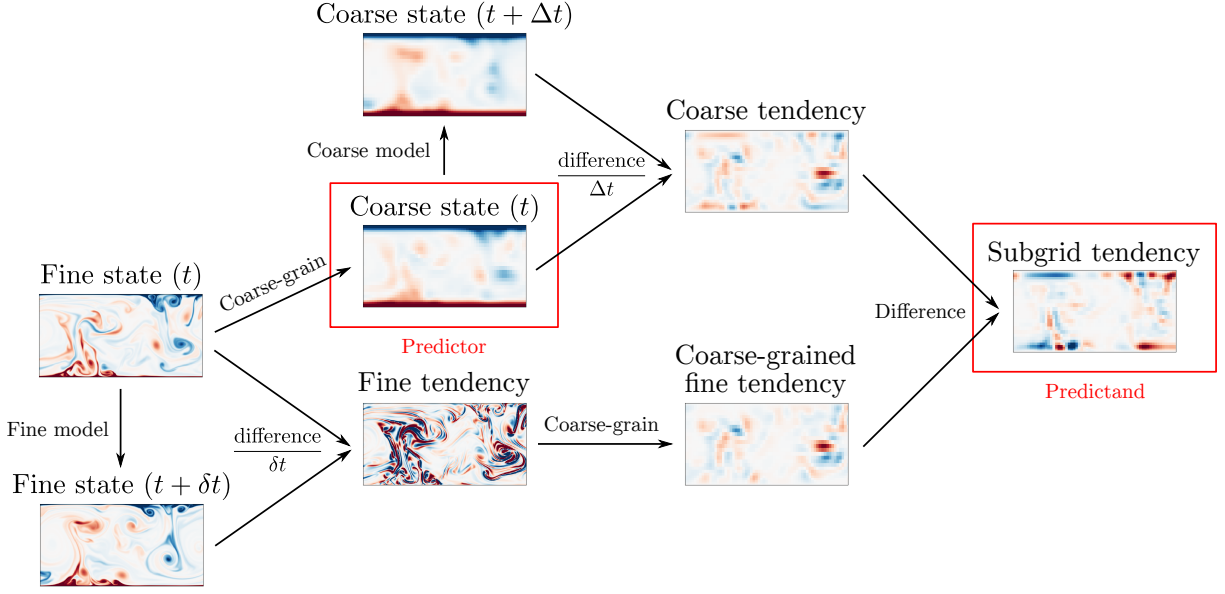 Coarse state (t + Δt)
Coarse model
Coarse state (t)
Predictor
difference
Δt
Coarse tendency
Fine state (t)
Coarse-grain
Fine model
Fine state (t + δt)
difference
δt
Fine tendency
Coarse-grain
Coarse-grained
fine tendency
Difference
Subgrid tendency
Predictand